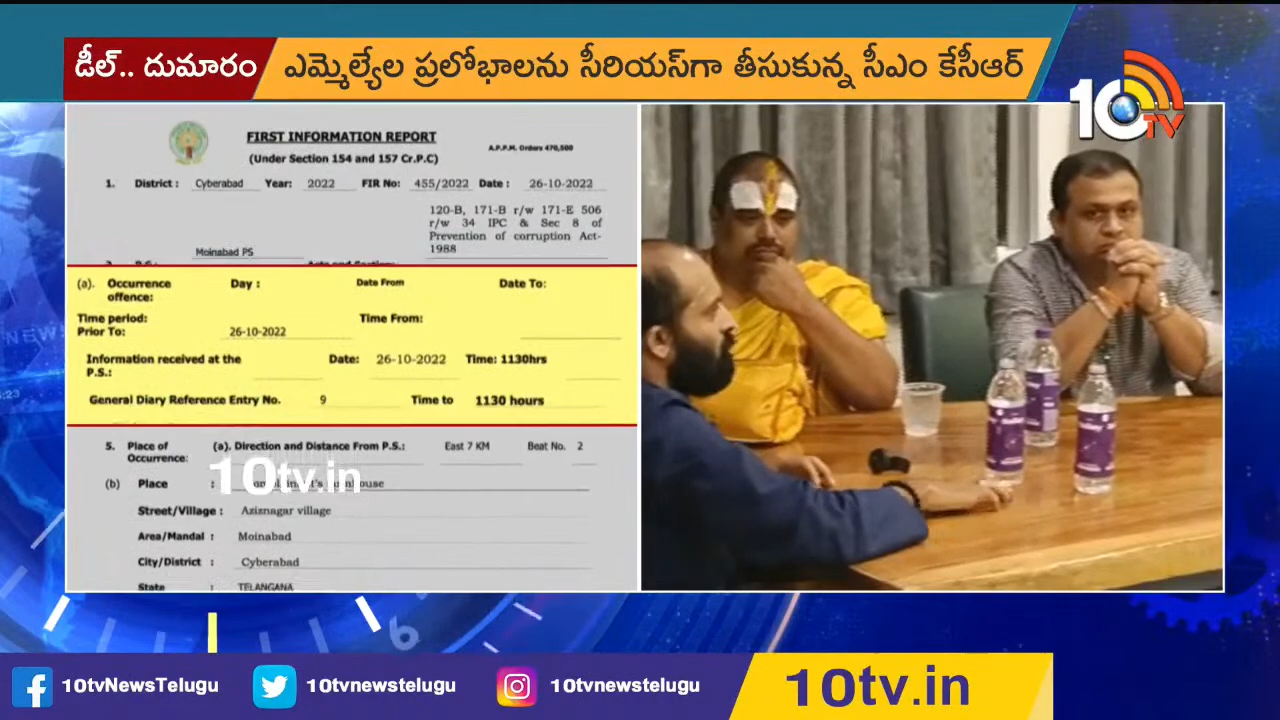 డీల్.. దుమారం
ఎమ్మెల్యేల ప్రలోభాలను సీరియస్‌గా తీసుకున్న సీఎం కేసీఆర్
10TV
FIRST INFORMATION REPORT
(Under Section 154 and 157 Cr.P.C)
A.P.P.M. Orders 470,500
1. District : Cyberabad Year: 2022 FIR No: 455/2022 Date : 26-10-2022
120-B, 171-B r/w 171-E 506
r/w 34 IPC & Sec 8 of
Prevention of corruption Act-
1988
Moinabad PS
(a). Occurrence Day : Date From Date To:
offence:
Time period: Time From:
Prior To: 26-10-2022
Information received at the Date: 26-10-2022 Time: 1130hrs
P.S.:
General Diary Reference Entry No. 9 Time to 1130 hours
5. Place of (a). Direction and Distance From P.S.: East 7 KM Beat No. 2
Occurrence:
(b) Place :
10tv.in
Street/Village : Aziznagar village
Area/Mandal : Moinabad
City/District : Cyberabad
State : TELANGANA
10tvNewsTelugu
10tvnewstelugu
10tvnewstelugu
10tv.in